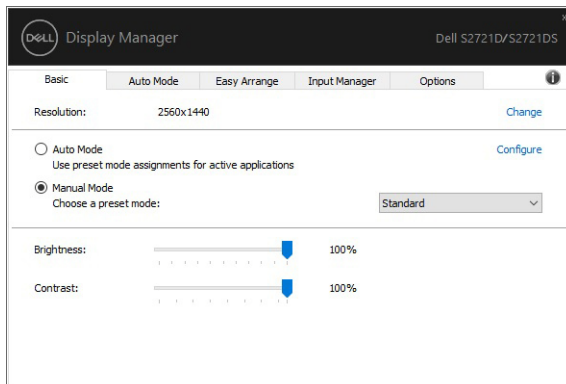 DELL Display Manager Dell S2721D/S2721DS
Basic Auto Mode Easy Arrange Input Manager Options
Resolution: 2560x1440 Change
Auto Mode Configure
Use preset mode assignments for active applications
Manual Mode
Choose a preset mode: Standard
Brightness: 100%
Contrast: 100%